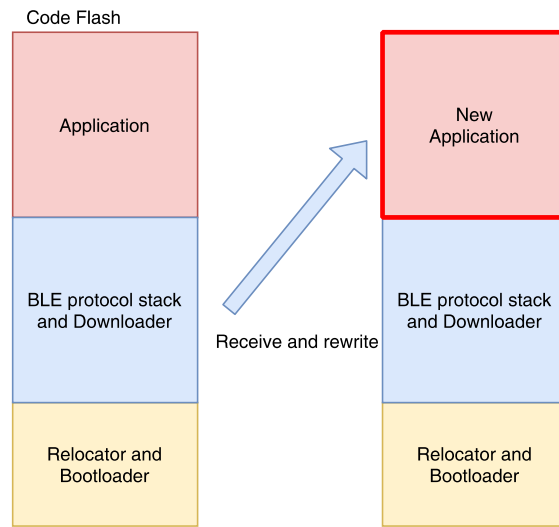 Code Flash
Application
BLE protocol stack
and Downloader
Relocator and
Bootloader
Receive and rewrite
New
Application
BLE protocol stack
and Downloader
Relocator and
Bootloader